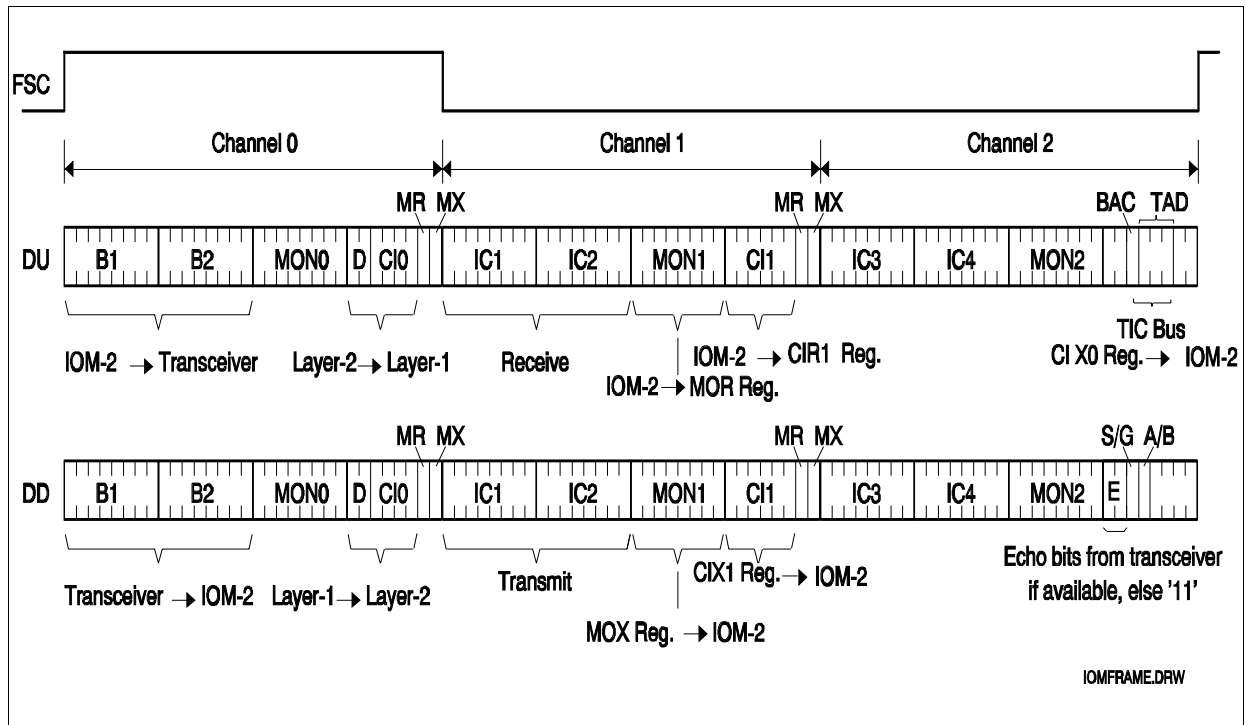 FSC
Channel 0 Channel 1 Channel 2
MR MX MR MX BAC TAD
DU B1 B2 MON0 D CI0 IC1 IC2 MON1 CI1 IC3 IC4 MON2
TIC Bus
IOM-2 → Transceiver Layer-2 → Layer-1 Receive IOM-2 → CIR1 Reg. CI X0 Reg. → IOM-2
IOM-2 → MOR Reg.
MR MX MR MX S/G A/B
DD B1 B2 MON0 D CI0 IC1 IC2 MON1 CI1 IC3 IC4 MON2 E
Transceiver → IOM-2 Layer-1 → Layer-2 Transmit CIX1 Reg. → IOM-2 Echo bits from transceiver
if available, else '11'
MOX Reg. → IOM-2
IOMFRAME.DRW